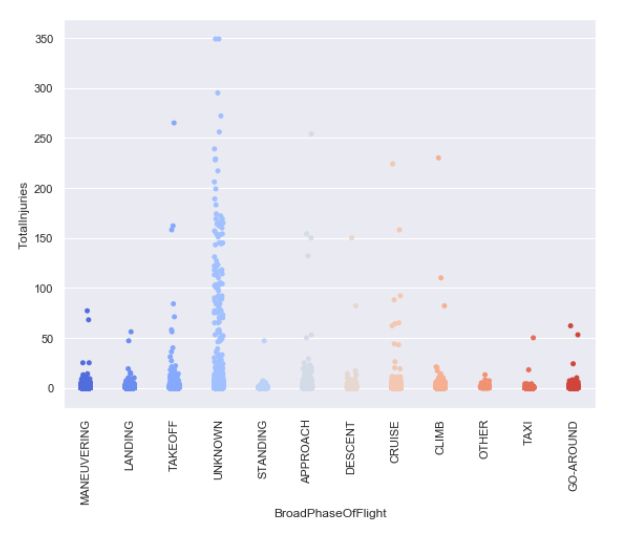 350
300
250
200
150
100
50
0
TotalInjuries
MANEUVERING
LANDING
TAKEOFF
UNKNOWN
STANDING
APPROACH
DESCENT
CRUISE
CLIMB
OTHER
TAXI
GO-AROUND
BroadPhaseOfFlight